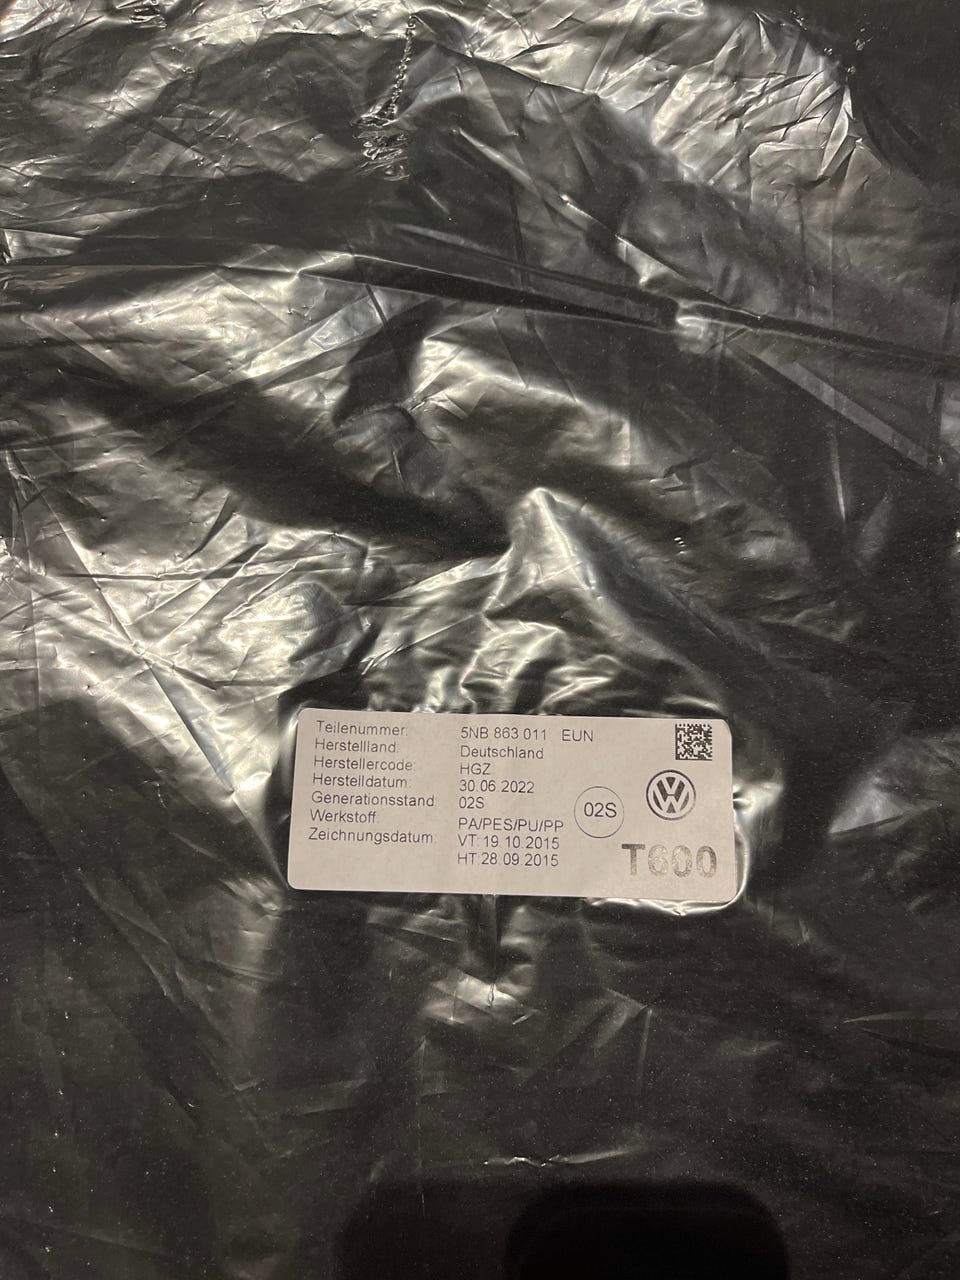 Teilenummer: 5NB 863 011 EUN
Herstellland: Deutschland
Herstellercode: HGZ
Herstelldatum: 30.06.2022
Generationsstand: 02S
Werkstoff: PA/PES/PU/PP
Zeichnungsdatum: VT:19.10.2015
HT:28.09.2015
02S
T600